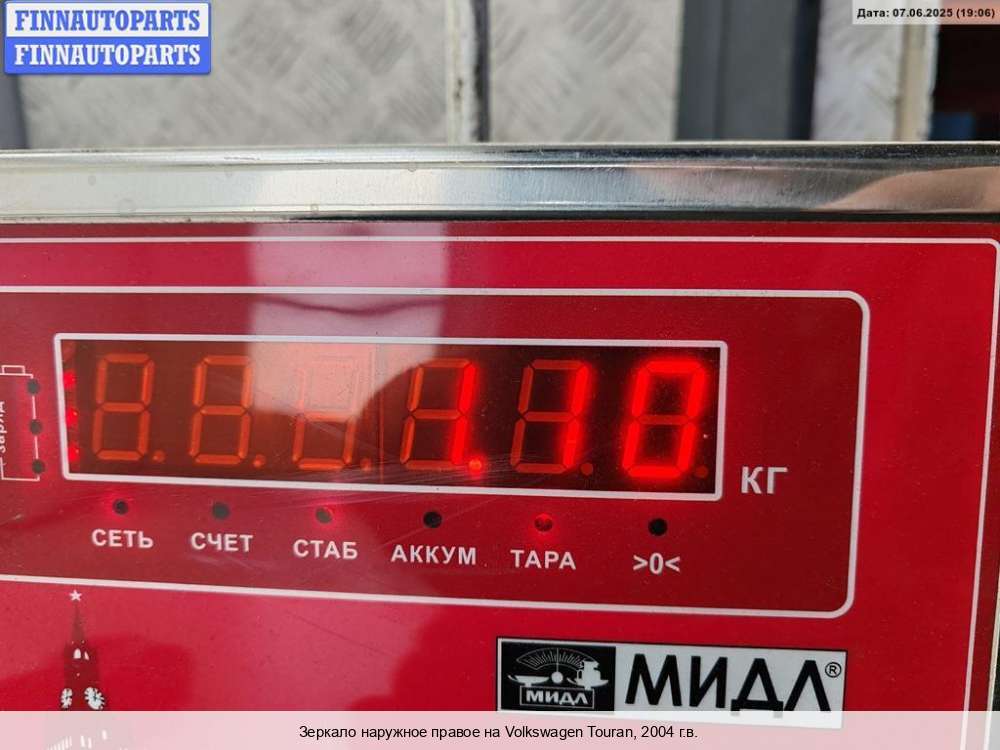 FINNAUTOPARTS
FINNAUTOPARTS
Дата: 07.06.2025 (19:06)
заряд
1.10
КГ
СЕТЬ СЧЕТ СТАБ АККУМ ТАРА >0<
МИДЛ МИДЛ®
Зеркало наружное правое на Volkswagen Touran, 2004 г.в.